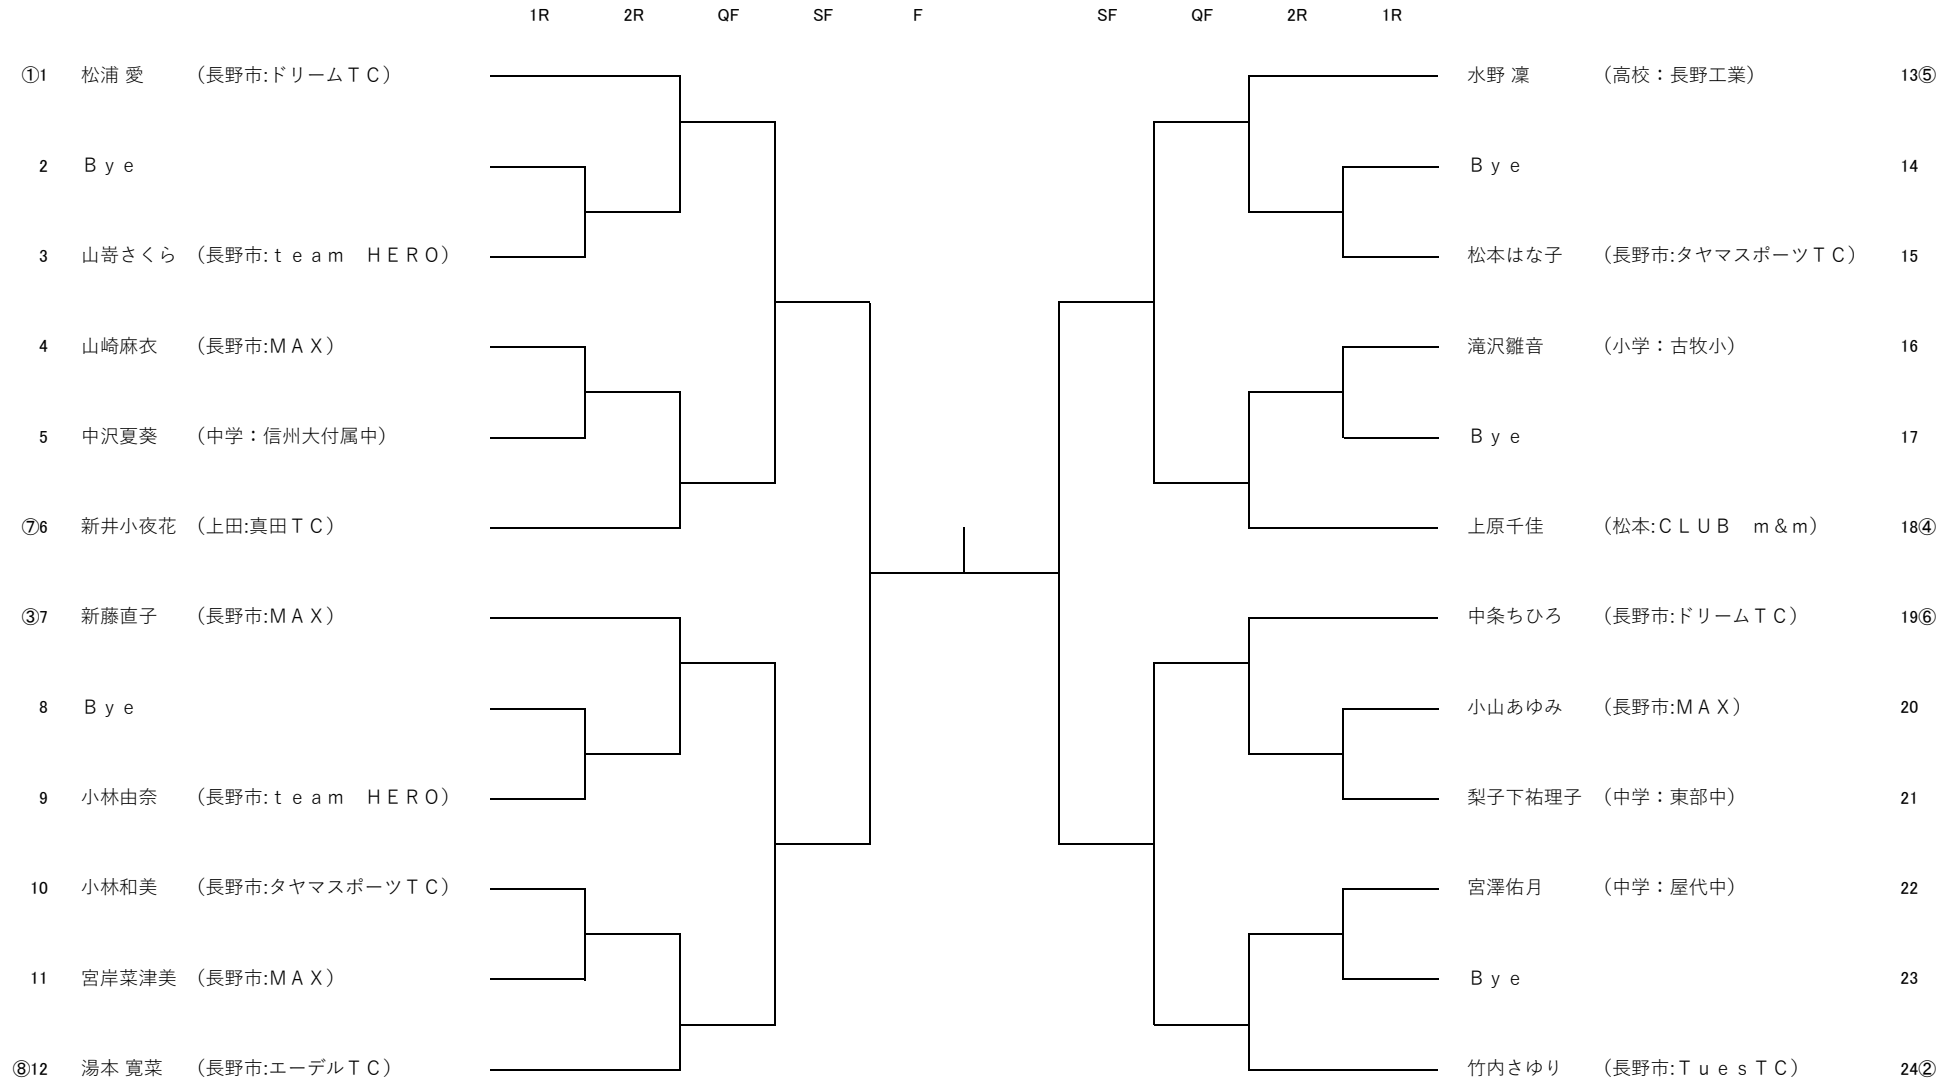 1R 2R QF SF F SF QF 2R 1R
①1 松浦 愛 （長野市:ドリームＴＣ） 水野 凜 （高校：長野工業） 13⑤
2 Ｂｙｅ Ｂｙｅ 14
3 山嵜さくら （長野市:ｔｅａｍ　ＨＥＲＯ） 松本はな子 （長野市:タヤマスポーツＴＣ） 15
4 山崎麻衣 （長野市:ＭＡＸ） 滝沢雛音 （小学：古牧小） 16
5 中沢夏葵 （中学：信州大付属中） Ｂｙｅ 17
⑦6 新井小夜花 （上田:真田ＴＣ） 上原千佳 （松本:ＣＬＵＢ　ｍ＆ｍ） 18④
③7 新藤直子 （長野市:ＭＡＸ） 中条ちひろ （長野市:ドリームＴＣ） 19⑥
8 Ｂｙｅ 小山あゆみ （長野市:ＭＡＸ） 20
9 小林由奈 （長野市:ｔｅａｍ　ＨＥＲＯ） 梨子下祐理子 （中学：東部中） 21
10 小林和美 （長野市:タヤマスポーツＴＣ） 宮澤佑月 （中学：屋代中） 22
11 宮岸菜津美 （長野市:ＭＡＸ） Ｂｙｅ 23
⑧12 湯本 寛菜 （長野市:エーデルＴＣ） 竹内さゆり （長野市:ＴｕｅｓＴＣ） 24②